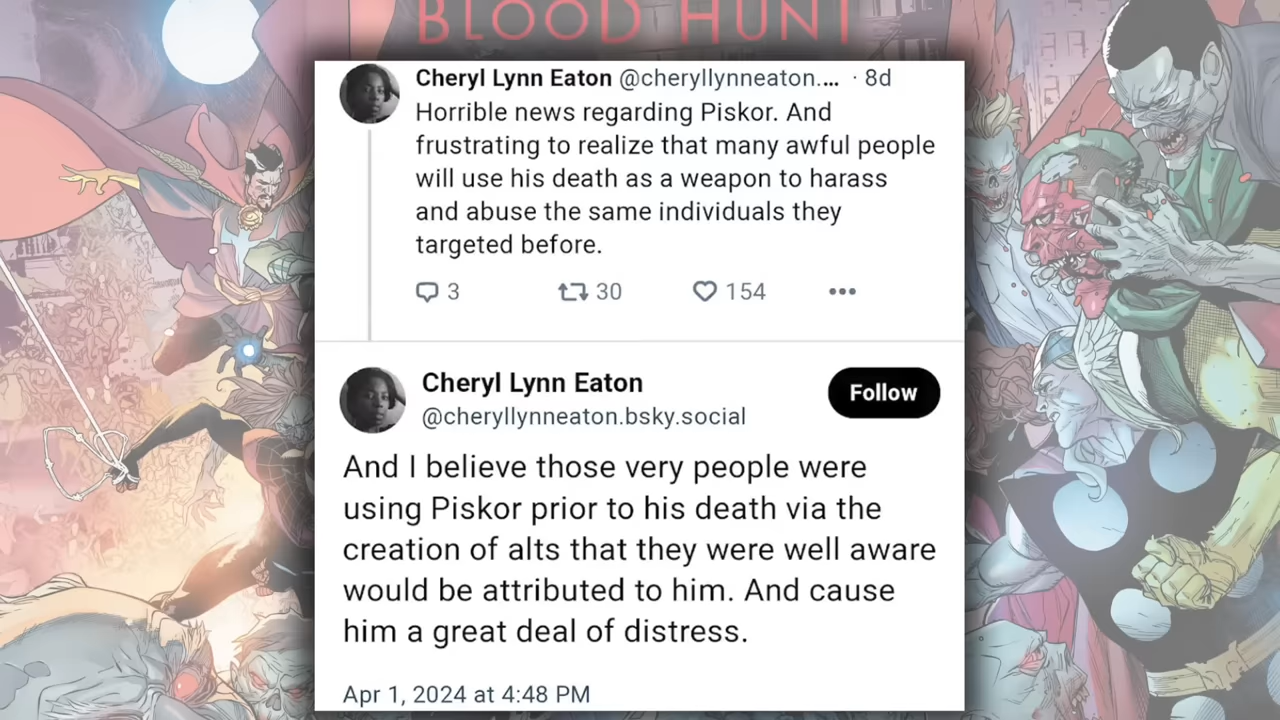 BLOOD HUNT
Cheryl Lynn Eaton @cheryllynneaton.... · 8d
Horrible news regarding Piskor. And
frustrating to realize that many awful people
will use his death as a weapon to harass
and abuse the same individuals they
targeted before.
3 30 154
Cheryl Lynn Eaton
@cheryllynneaton.bsky.social
Follow
And I believe those very people were
using Piskor prior to his death via the
creation of alts that they were well aware
would be attributed to him. And cause
him a great deal of distress.
Apr 1, 2024 at 4:48 PM